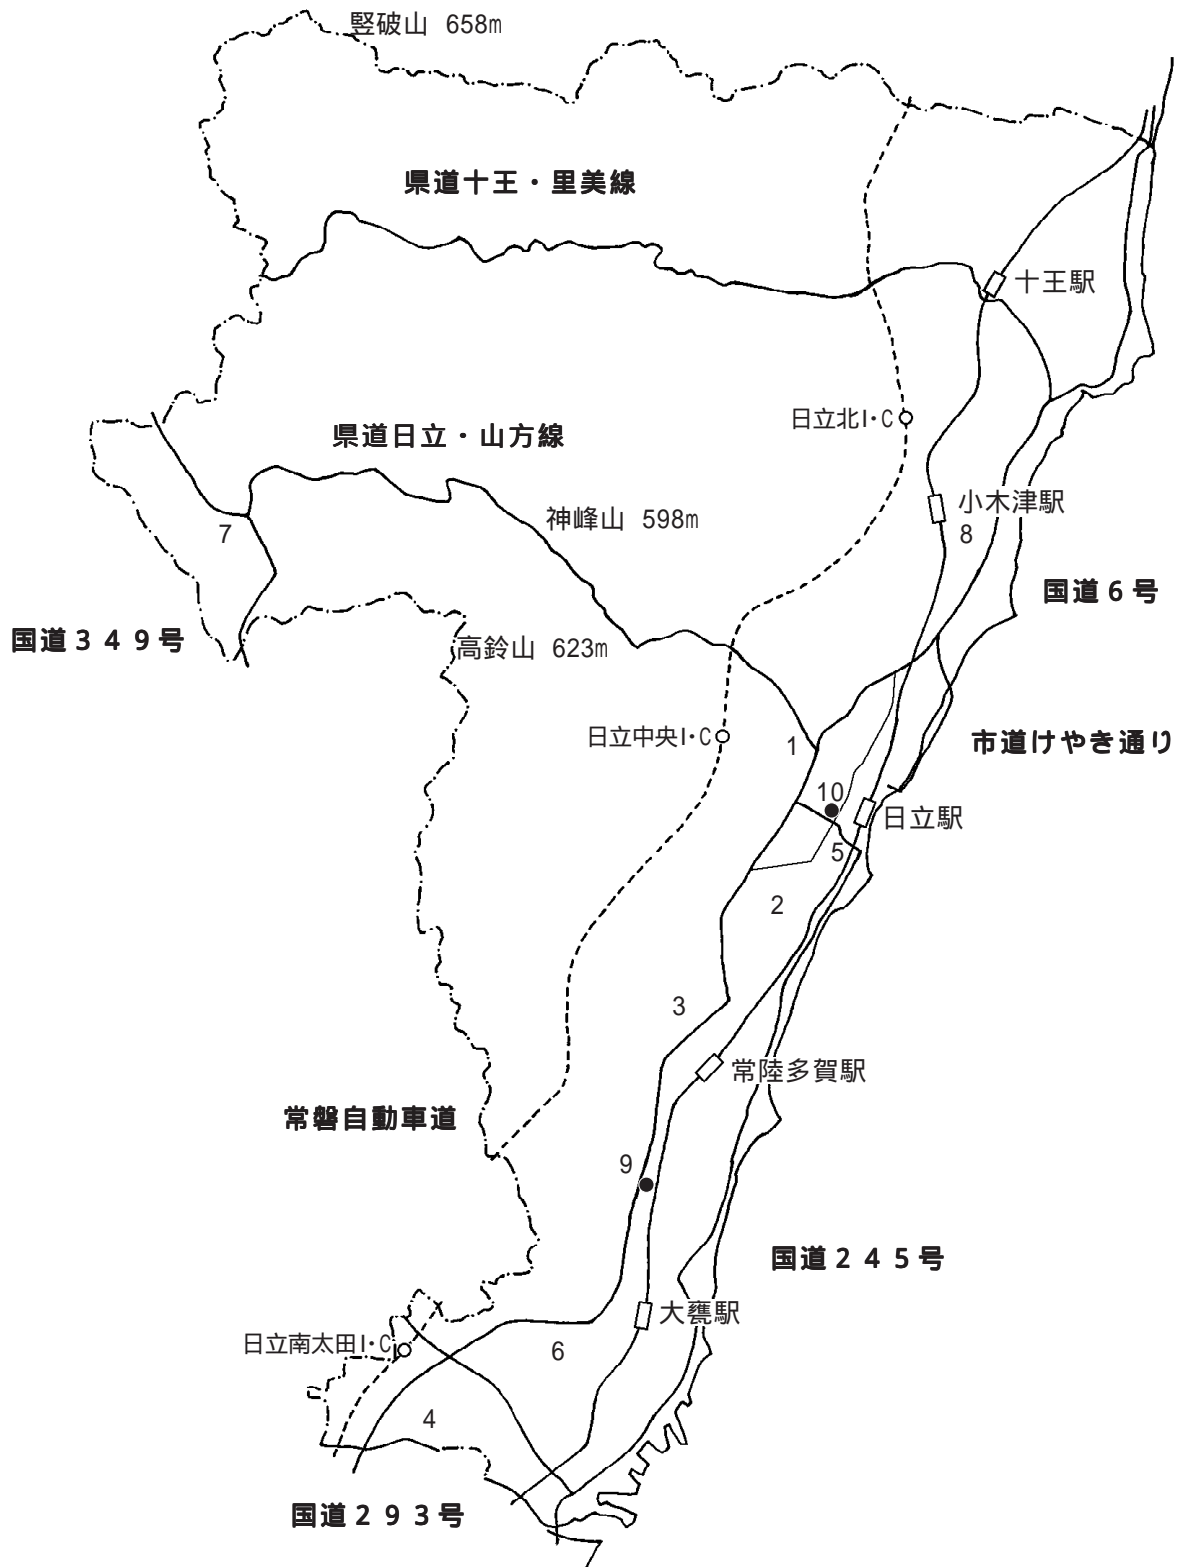 竪破山 658m
県道十王・里美線
十王駅
日立北I・C
県道日立・山方線
小木津駅
神峰山 598m
7
8
国道6号
国道349号
高鈴山 623m
日立中央I・C
1
市道けやき通り
10
日立駅
5
2
3
常陸多賀駅
常磐自動車道
9
国道245号
大甕駅
日立南太田I・C
6
4
国道293号